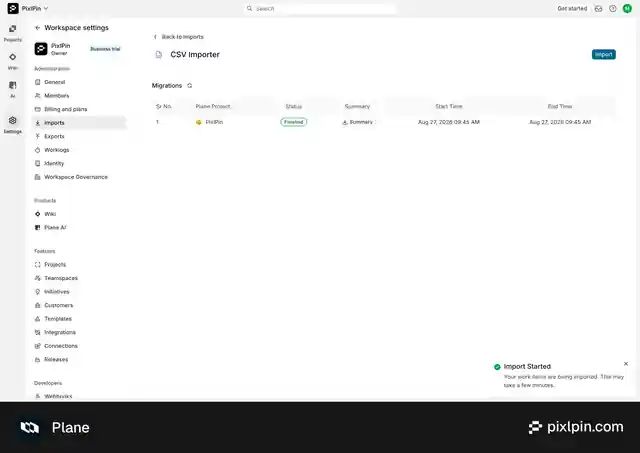 PixlPin
Search
Get started
Projects
Wiki
AI
Settings
Workspace settings
PixlPin
Owner
Business trial
Administration
General
Members
Billing and plans
Imports
Exports
Worklogs
Identity
Workspace Governance
Products
Wiki
Plane AI
Features
Projects
Teamspaces
Initiatives
Customers
Templates
Integrations
Connections
Releases
Developers
Webhooks
Back to Imports
CSV Importer
Import
Migrations
Sr No. Plane Project Status Summary Start Time End Time
1 PixlPin Finished Summary Aug 27, 2026 09:45 AM Aug 27, 2026 09:45 AM
Import Started
Your work items are being imported. This may
take a few minutes.
Plane
pixlpin.com